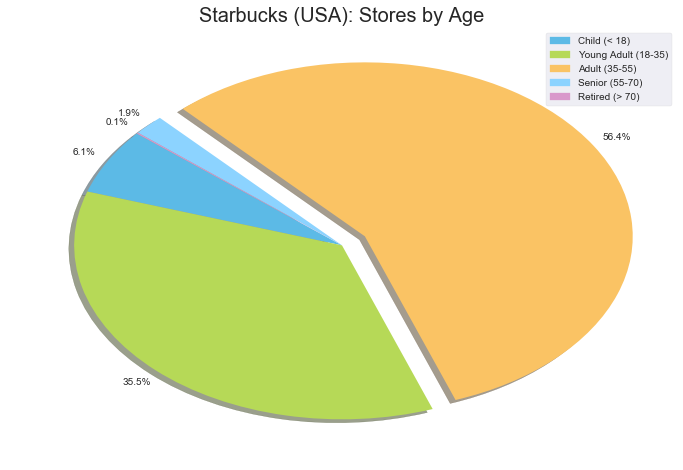 Starbucks (USA): Stores by Age
Child (< 18)
Young Adult (18-35)
Adult (35-55)
Senior (55-70)
Retired (> 70)
1.9%
0.1%
6.1%
56.4%
35.5%